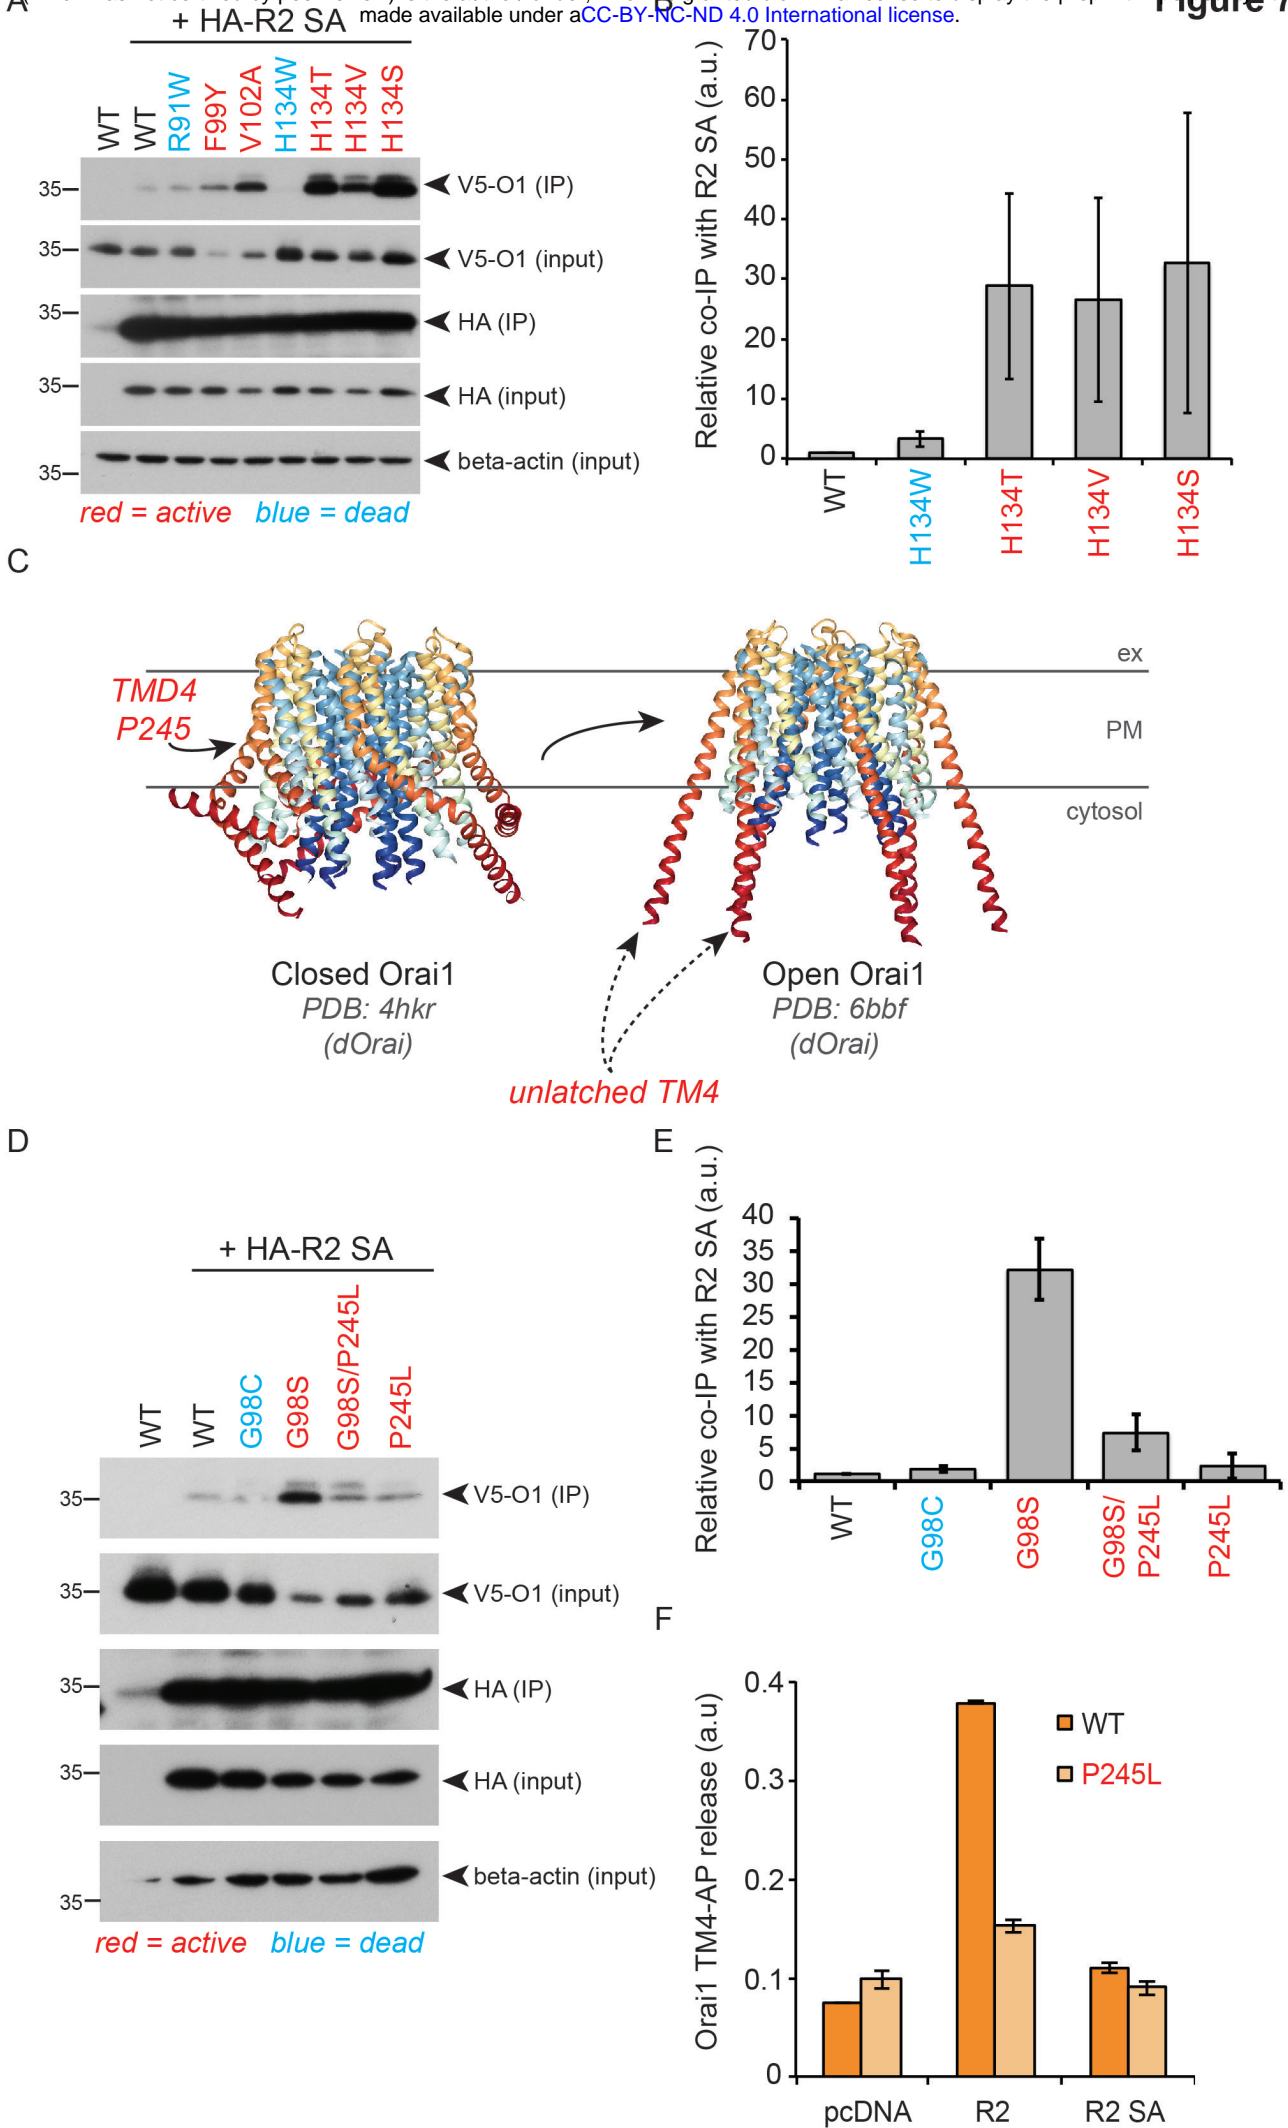 made available under aCC-BY-NC-ND 4.0 International license.
Figure 7
A
+ HA-R2 SA
WT
WT
R91W
F99Y
V102A
H134W
H134T
H134V
H134S
35
V5-O1 (IP)
35
V5-O1 (input)
35
HA (IP)
35
HA (input)
35
beta-actin (input)
red = active blue = dead
B
Relative co-IP with R2 SA (a.u.)
70
60
50
40
30
20
10
0
WT
H134W
H134T
H134V
H134S
C
TMD4
P245
ex
PM
cytosol
Closed Orai1
PDB: 4hkr
(dOrai)
Open Orai1
PDB: 6bbf
(dOrai)
unlatched TM4
D
+ HA-R2 SA
WT
WT
G98C
G98S
G98S/P245L
P245L
35
V5-O1 (IP)
35
V5-O1 (input)
35
HA (IP)
35
HA (input)
35
beta-actin (input)
red = active blue = dead
E
Relative co-IP with R2 SA (a.u.)
40
35
30
25
20
15
10
5
0
WT
G98C
G98S
G98S/
P245L
P245L
F
Orai1 TM4-AP release (a.u)
0.4
0.3
0.2
0.1
0
WT
P245L
pcDNA
R2
R2 SA